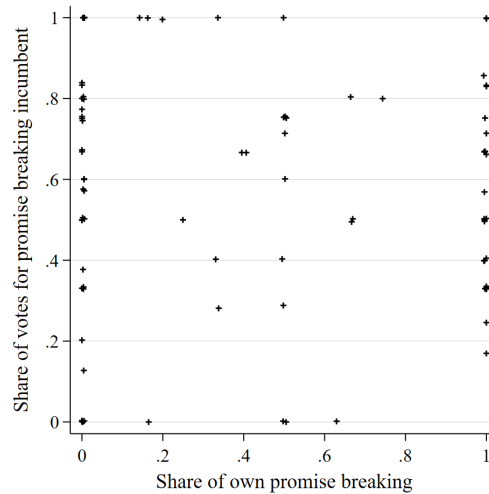 Share of votes for promise breaking incumbent
1
.8
.6
.4
.2
0
0 .2 .4 .6 .8 1
Share of own promise breaking